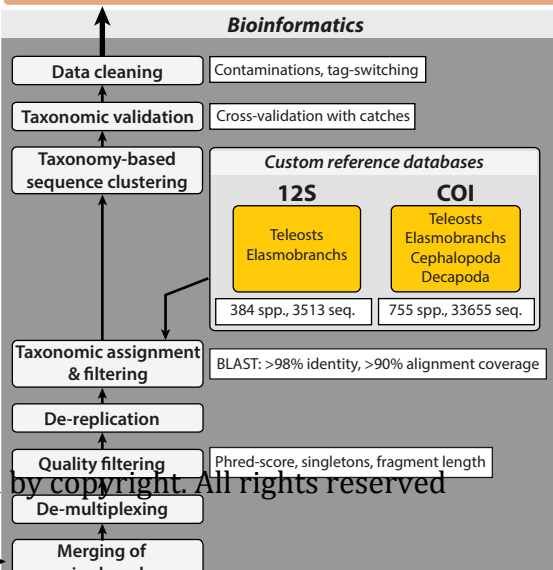 Bioinformatics
Data cleaning
Contaminations, tag-switching
Taxonomic validation
Cross-validation with catches
Taxonomy-based
sequence clustering
Custom reference databases
12S
Teleosts
Elasmobranchs
384 spp., 3513 seq.
COI
Teleosts
Elasmobranchs
Cephalopoda
Decapoda
755 spp., 33655 seq.
Taxonomic assignment
& filtering
BLAST: >98% identity, >90% alignment coverage
De-replication
Quality filtering
Phred-score, singletons, fragment length
by copyright. All rights reserved
De-multiplexing
Merging of